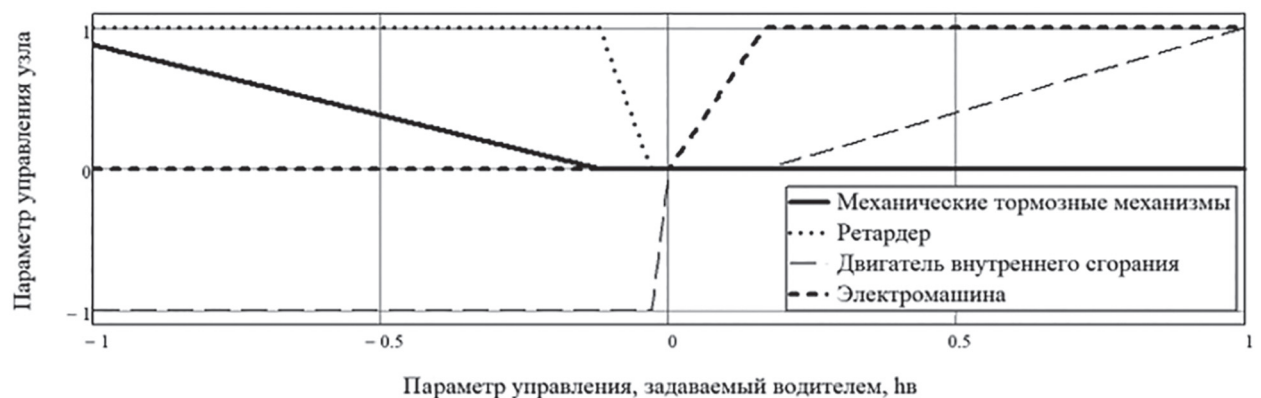 Параметр управления узла
1
0
− 1
− 1
− 0.5
0
0.5
1
Механические тормозные механизмы
Ретардер
Двигатель внутреннего сгорания
Электромашина
Параметр управления, задаваемый водителем, hв